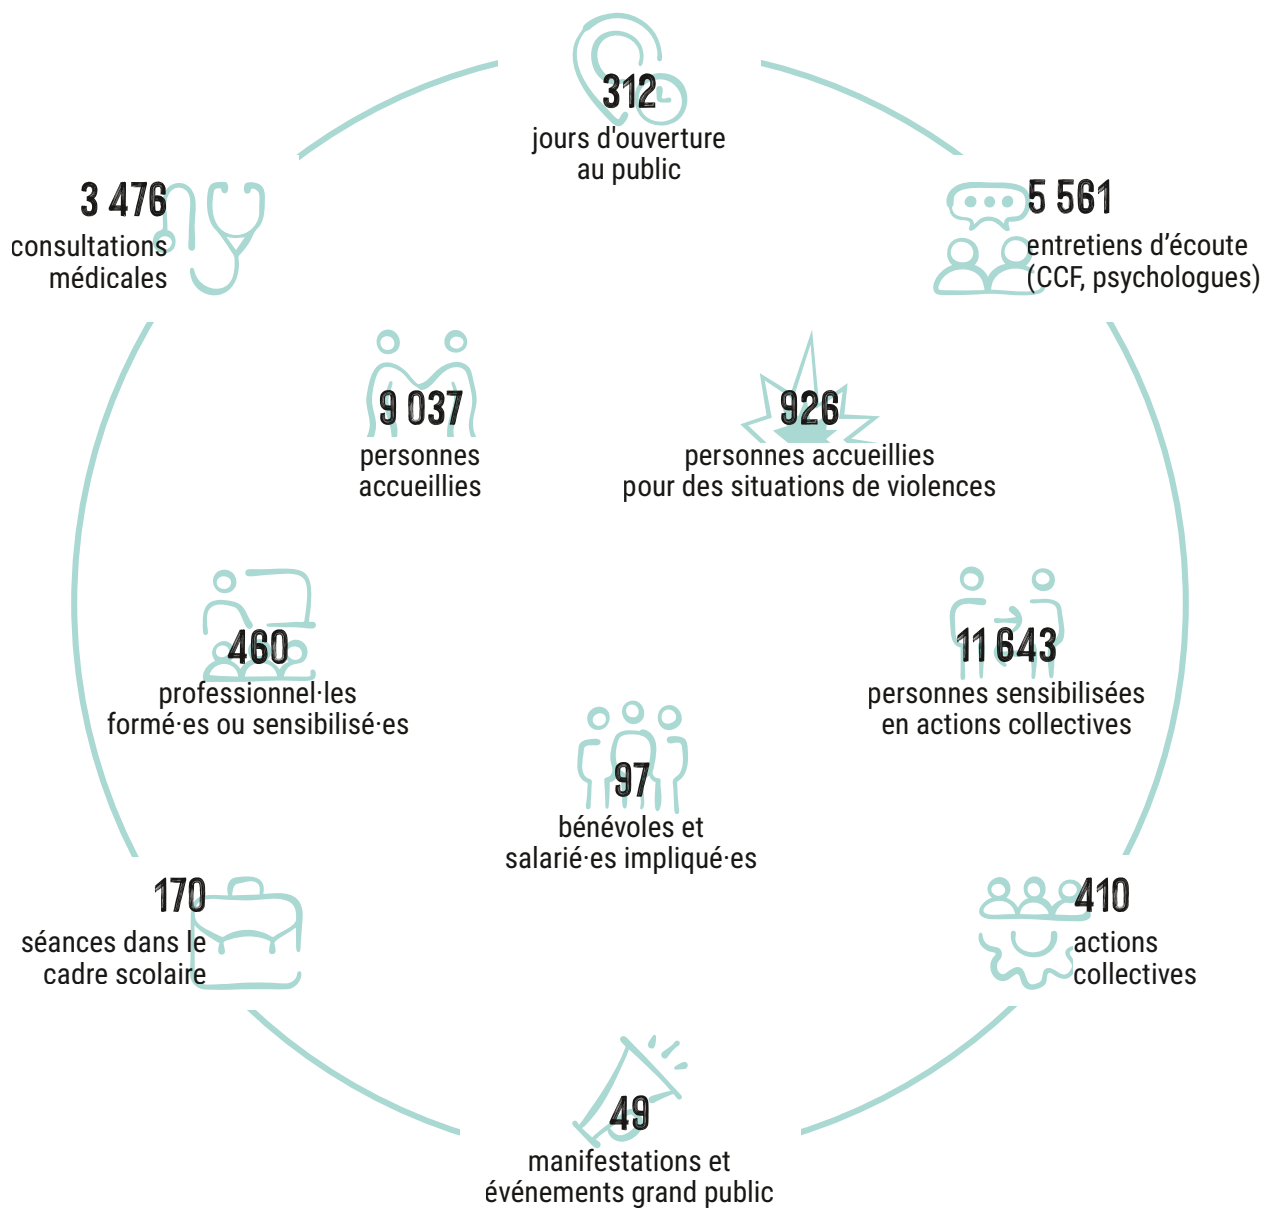 312
jours d'ouverture
au public
3 476
consultations
médicales
5 561
entretiens d’écoute
(CCF, psychologues)
9 037
personnes
accueillies
926
personnes accueillies
pour des situations de violences
460
professionnel·les
formé·es ou sensibilisé·es
11 643
personnes sensibilisées
en actions collectives
97
bénévoles et
salarié·es impliqué·es
170
séances dans le
cadre scolaire
410
actions
collectives
49
manifestations et
événements grand public